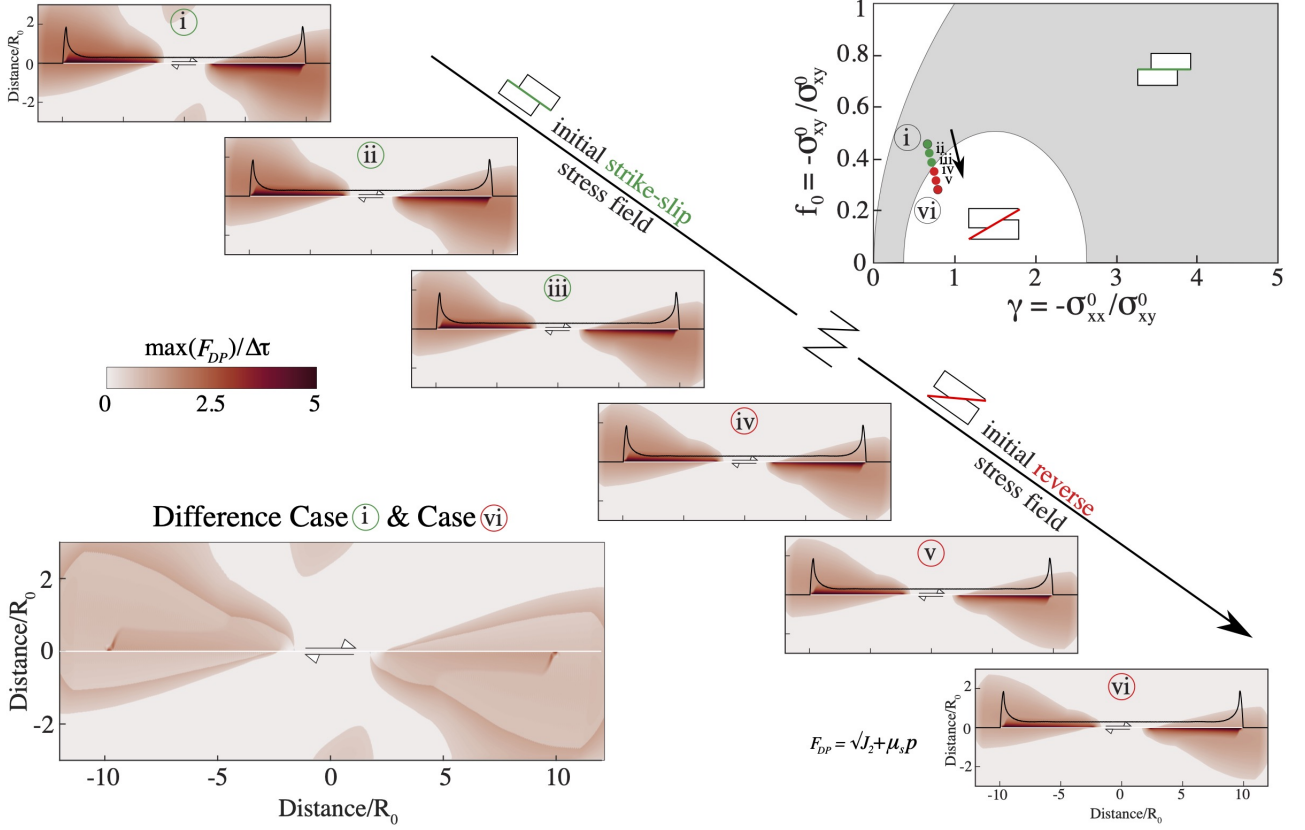 i
2
0
-2
Distance/R₀
ii
iii
iv
v
vi
2
0
-2
Distance/R₀
-10 -5 0 5 10
Distance/R₀
initial strike-slip
stress field
initial reverse
stress field
1
0.8
0.6
0.4
0.2
0
f₀ = -σ⁰xy/σ⁰xy
i
ii
iii
iv
v
vi
0 1 2 3 4 5
γ = -σ⁰xx/σ⁰xy
max(F_DP)/Δτ
0 2.5 5
Difference Case i & Case vi
2
0
-2
Distance/R₀
-10 -5 0 5 10
Distance/R₀
F_DP = √J₂+μₛp